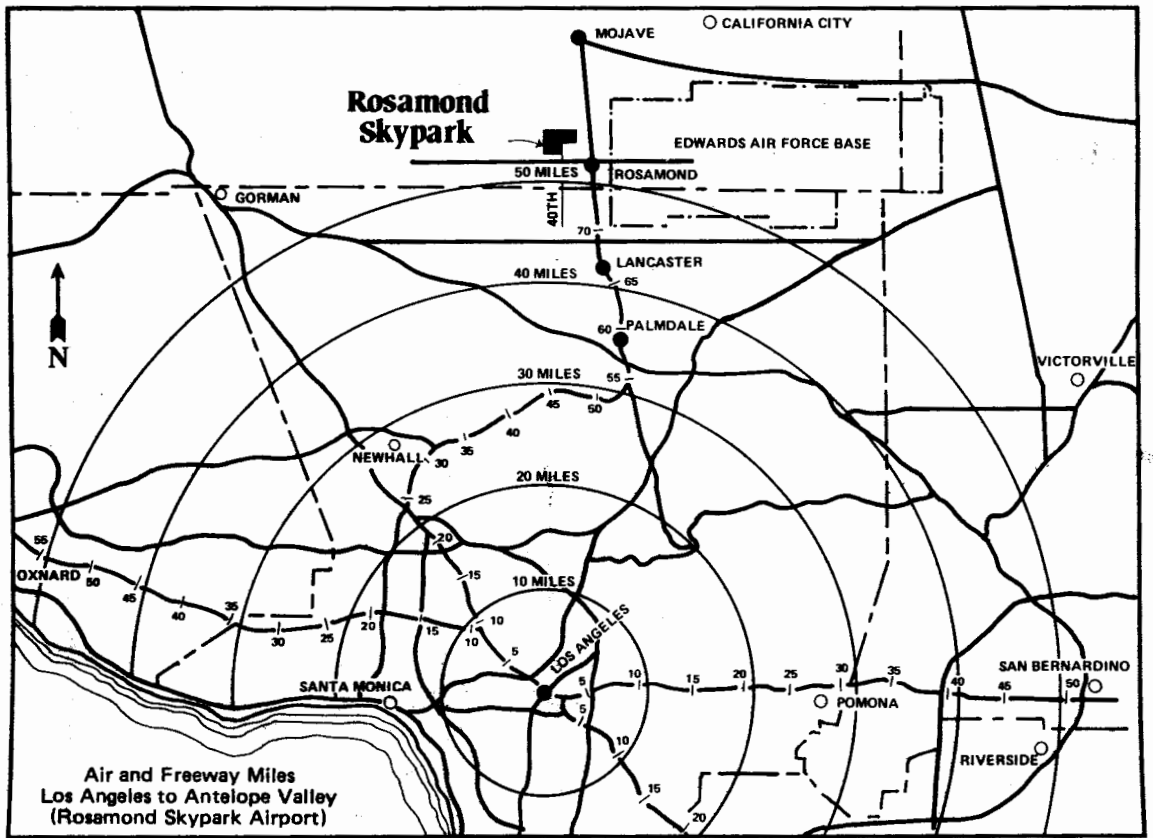 CALIFORNIA CITY
MOJAVE
Rosamond
Skypark
EDWARDS AIR FORCE BASE
50 MILES
ROSAMOND
GORMAN
40TH
70
LANCASTER
40 MILES
65
N
60
PALMDALE
VICTORVILLE
30 MILES
55
45
50
40
35
NEWHALL
30
20 MILES
25
20
55
OXNARD
50
15
10 MILES
45
40
35
30
25
20
15
10
10
5
LOS ANGELES
SANTA MONICA
5
10
15
20
25
30
35
40
45
50
SAN BERNARDINO
POMONA
5
10
RIVERSIDE
15
20
Air and Freeway Miles
Los Angeles to Antelope Valley
(Rosamond Skypark Airport)